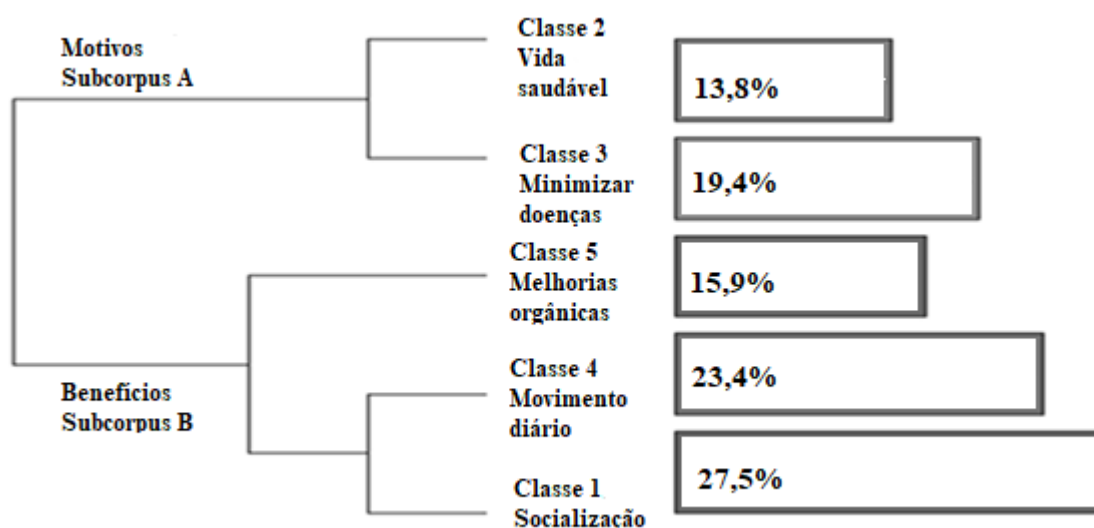 Motivos
Subcorpus A
Classe 2
Vida
saudável
13,8%
Classe 3
Minimizar
doenças
19,4%
Classe 5
Melhorias
orgânicas
15,9%
Benefícios
Subcorpus B
Classe 4
Movimento
diário
23,4%
Classe 1
Socialização
27,5%